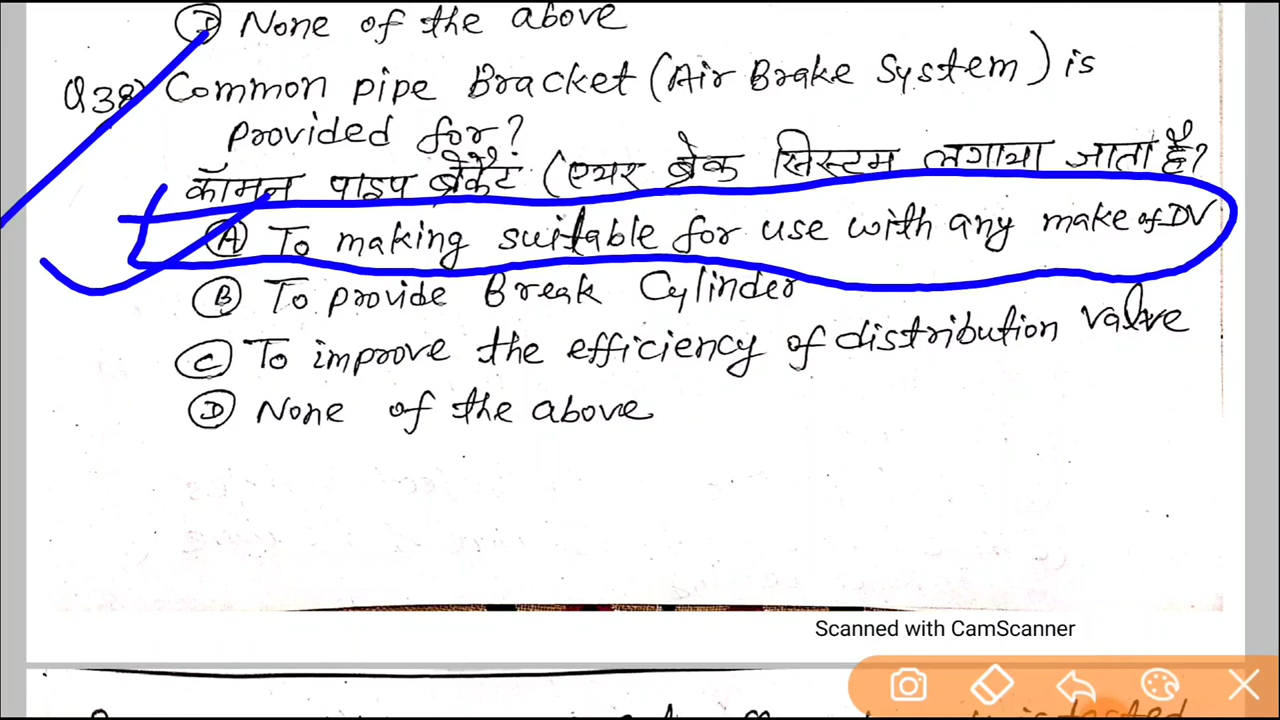 D None of the above
Q38) Common pipe Bracket (Air Brake System) is
provided for?
कॉमन पाइप ब्रेकैट (एयर ब्रेक सिस्टम लगाया जाता है?
A To making suitable for use with any make of DV
B To provide Break Cylinder
C To improve the efficiency of distribution valve
D None of the above
Scanned with CamScanner